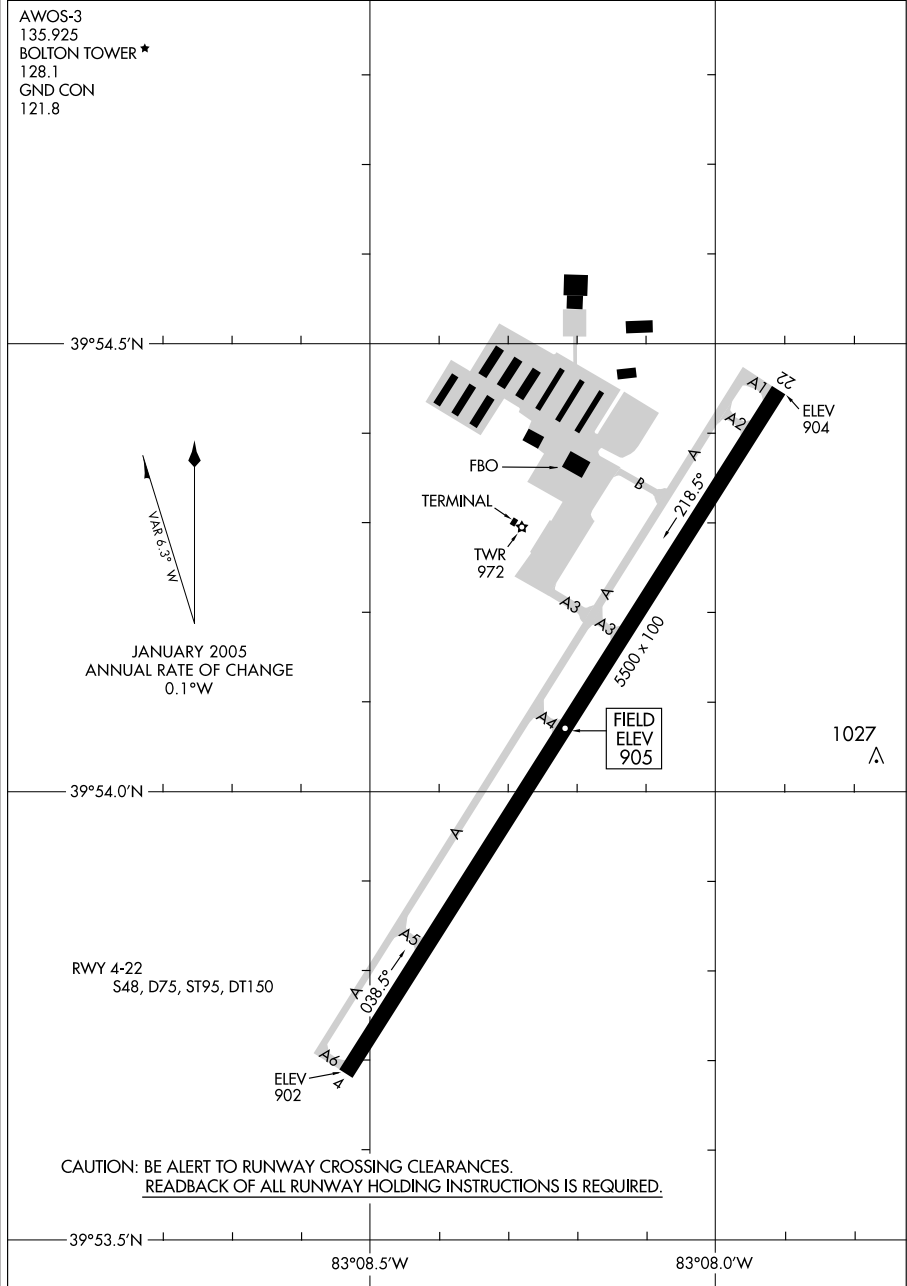 AWOS-3
135.925
BOLTON TOWER ★
128.1
GND CON
121.8
39°54.5'N
A1
22
ELEV
904
A2
A
FBO
B
218.5°
TERMINAL
TWR
972
VAR 6.3° W
A
A3
A3
JANUARY 2005
ANNUAL RATE OF CHANGE
0.1°W
5500 x 100
A4
FIELD
ELEV
905
1027
39°54.0'N
A
A5
RWY 4-22
S48, D75, ST95, DT150
038.5°
A
A6
4
ELEV
902
CAUTION: BE ALERT TO RUNWAY CROSSING CLEARANCES.
READBACK OF ALL RUNWAY HOLDING INSTRUCTIONS IS REQUIRED.
39°53.5'N
83°08.5'W
83°08.0'W